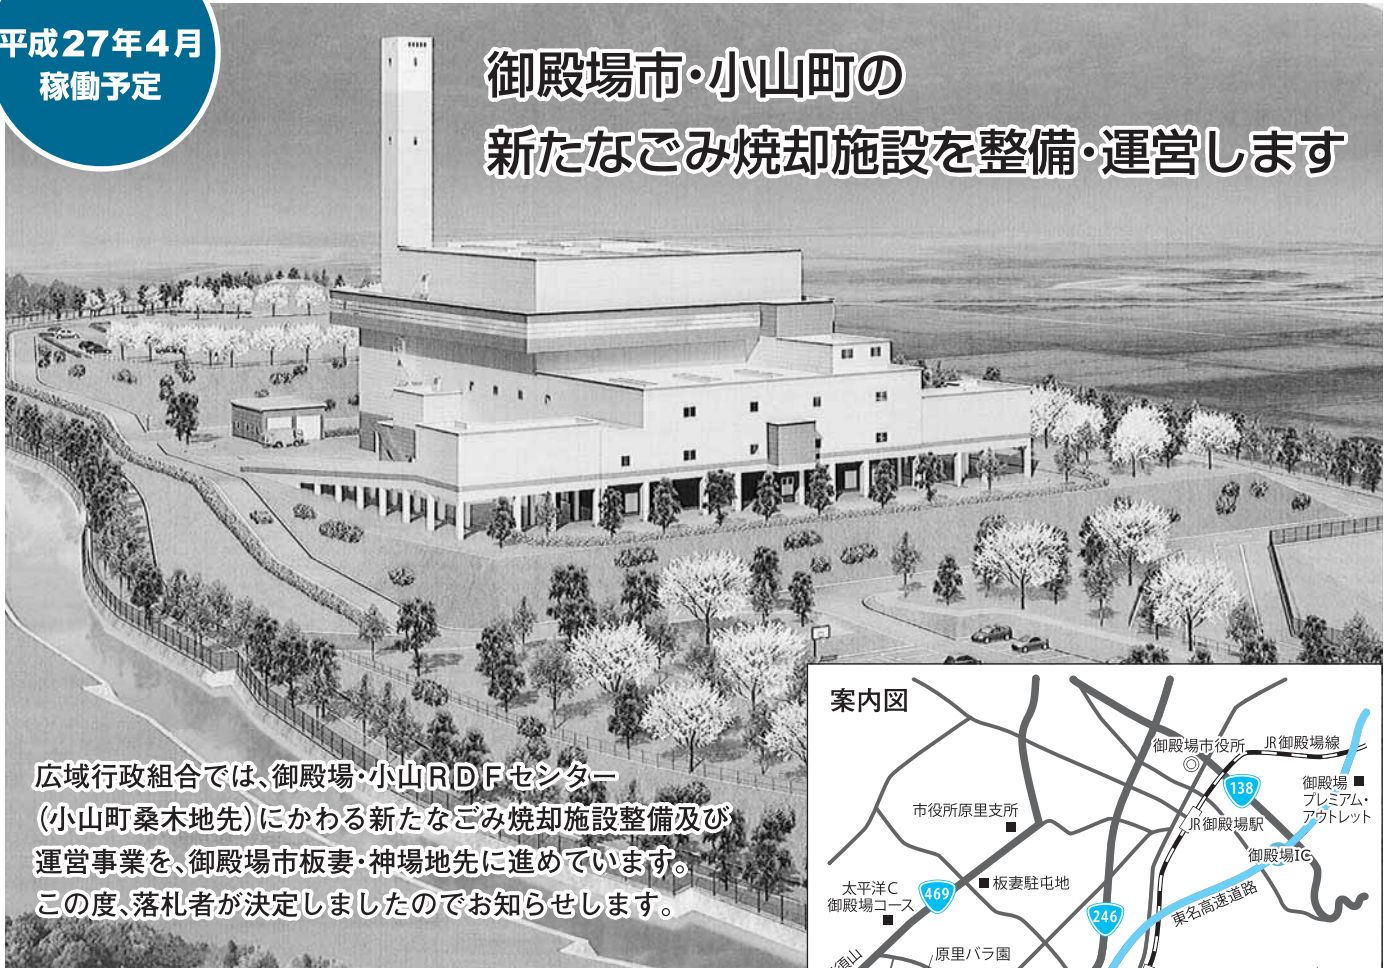 平成27年4月
稼働予定
御殿場市・小山町の
新たなごみ焼却施設を整備・運営します
広域行政組合では、御殿場・小山RDFセンター
(小山町桑木地先)にかわる新たなごみ焼却施設整備及び
運営事業を、御殿場市板妻・神場地先に進めています。
この度、落札者が決定しましたのでお知らせします。
案内図
御殿場市役所
JR御殿場線
138
御殿場
プレミアム・
アウトレット
市役所原里支所
JR御殿場駅
御殿場IC
太平洋C
御殿場コース
469
板妻駐屯地
246
東名高速道路
原里バラ園